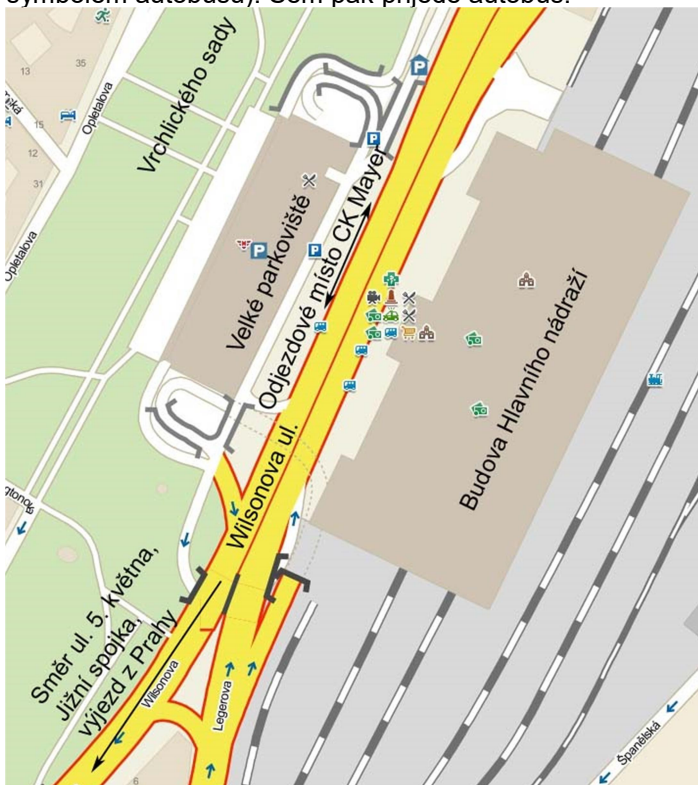 symbolem autobusu). Sem pak přijede autobus.
13
35
Opletalova
15
12
31
Opletalova
Vrchlického sady
P
P
Velké parkoviště
P
P
Odjezdové místo CK Mayer
Budova Hlavního nádraží
Wilsonova ul.
Směr ul. 5. května,
Jižní spojka,
výjezd z Prahy
Wilsonova
Legerova
Španělská
6